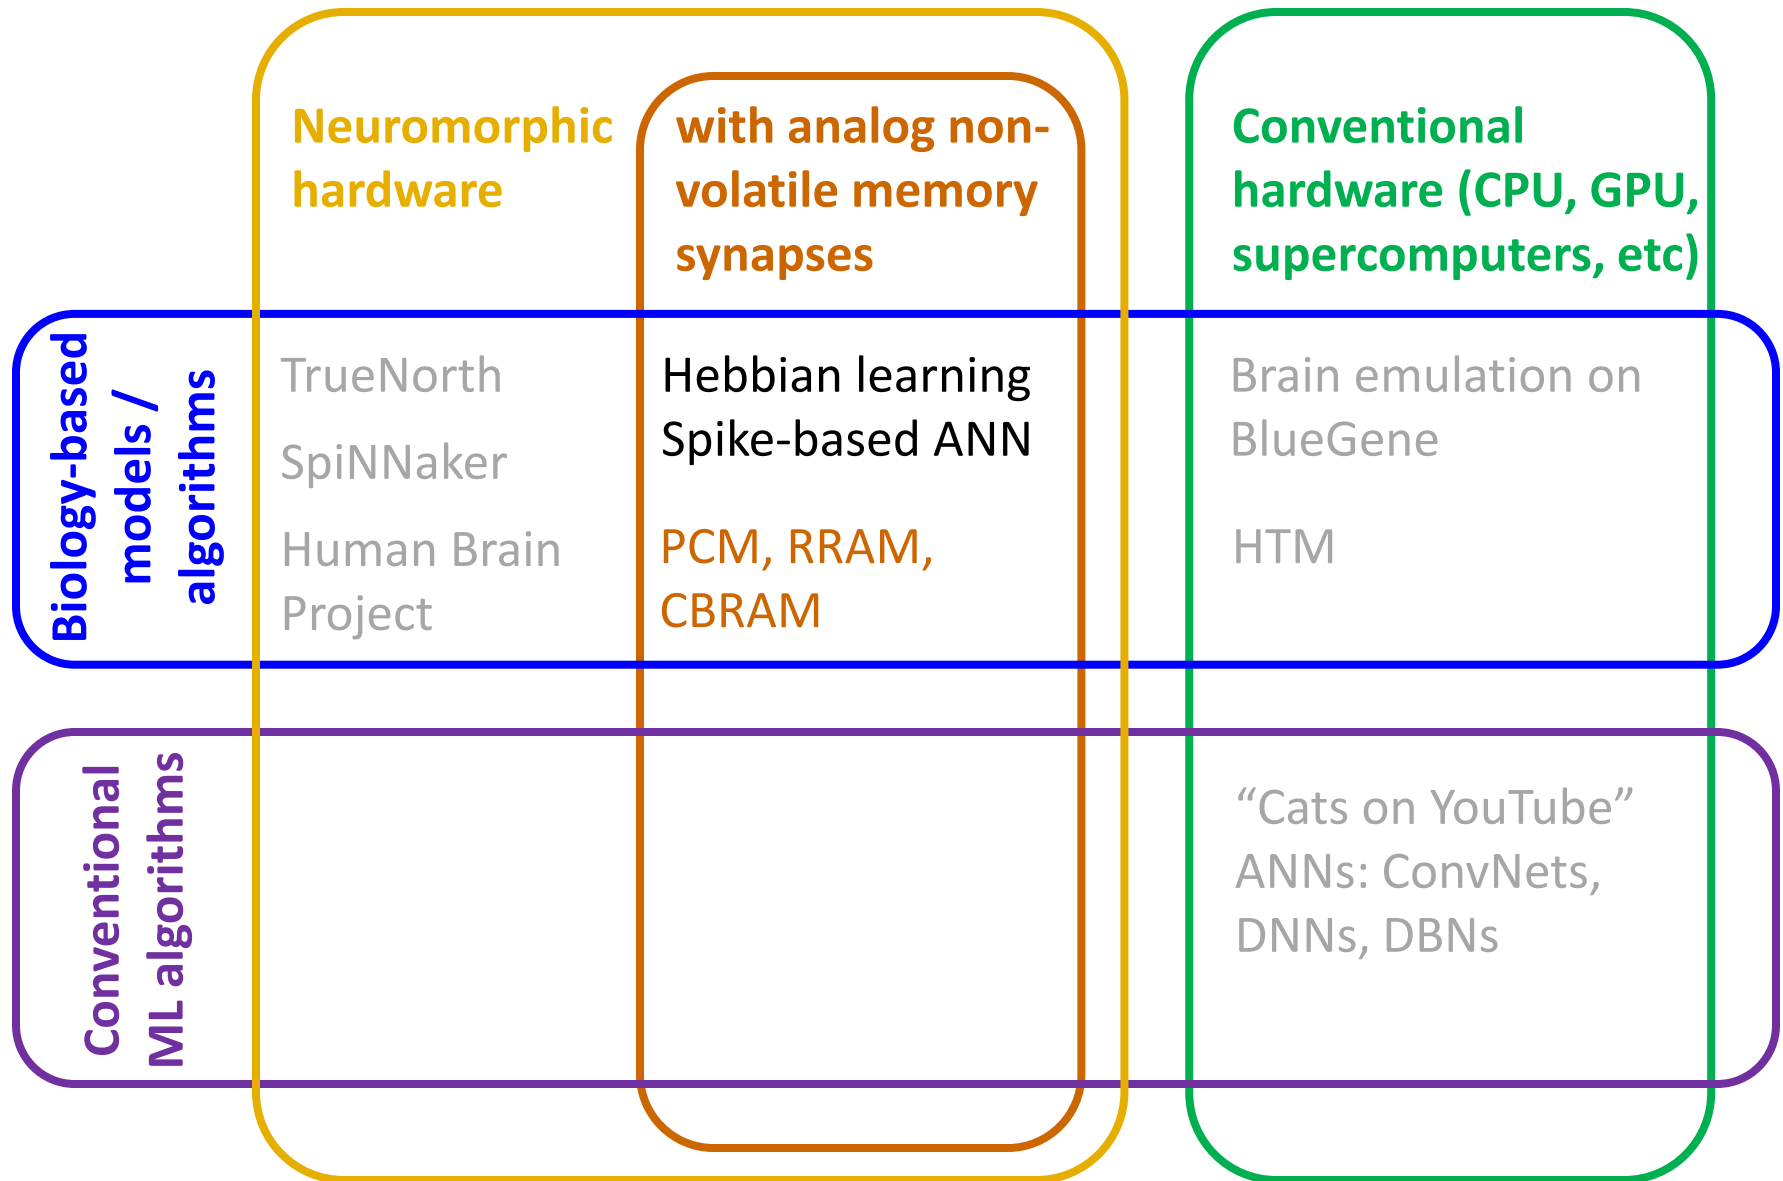 Neuromorphic
hardware
with analog non-
volatile memory
synapses
Conventional
hardware (CPU, GPU,
supercomputers, etc)
Biology-based
models /
algorithms
TrueNorth
SpiNNaker
Human Brain
Project
Hebbian learning
Spike-based ANN
PCM, RRAM,
CBRAM
Brain emulation on
BlueGene
HTM
Conventional
ML algorithms
“Cats on YouTube”
ANNs: ConvNets,
DNNs, DBNs